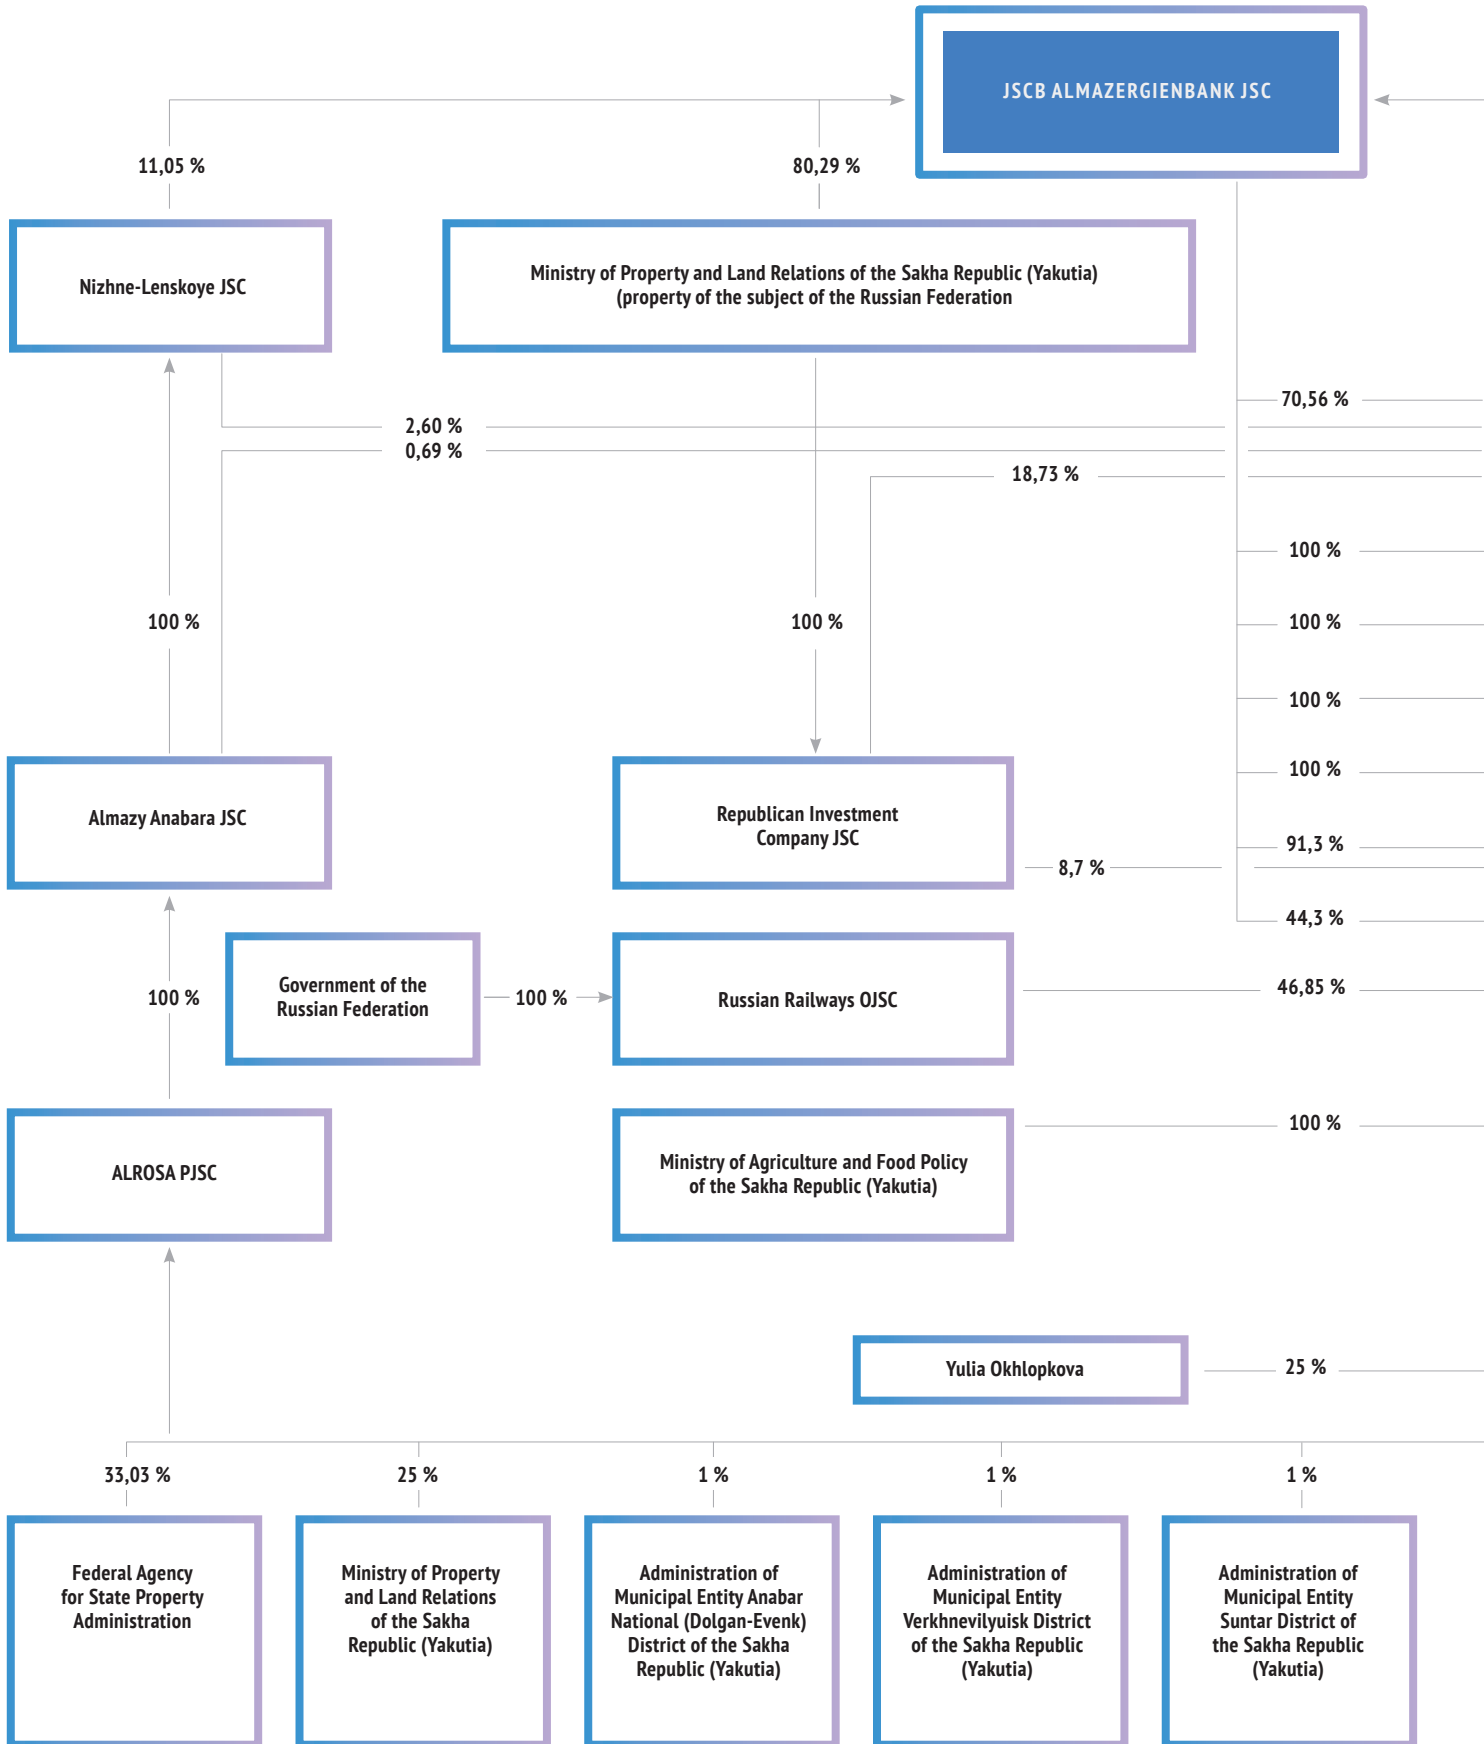 JSCB ALMAZERGIENBANK JSC
11,05 %
80,29 %
Nizhne-Lenskoye JSC
Ministry of Property and Land Relations of the Sakha Republic (Yakutia)
(property of the subject of the Russian Federation
70,56 %
2,60 %
0,69 %
18,73 %
100 %
100 %
100 %
100 %
100 %
100 %
Almazy Anabara JSC
Republican Investment
Company JSC
91,3 %
8,7 %
44,3 %
100 %
Government of the
Russian Federation
100 %
Russian Railways OJSC
46,85 %
ALROSA PJSC
Ministry of Agriculture and Food Policy
of the Sakha Republic (Yakutia)
100 %
Yulia Okhlopkova
25 %
33,03 %
25 %
1 %
1 %
1 %
Federal Agency
for State Property
Administration
Ministry of Property
and Land Relations
of the Sakha
Republic (Yakutia)
Administration of
Municipal Entity Anabar
National (Dolgan-Evenk)
District of the Sakha
Republic (Yakutia)
Administration of
Municipal Entity
Verkhnevilyuisk District
of the Sakha Republic
(Yakutia)
Administration of
Municipal Entity
Suntar District of
the Sakha Republic
(Yakutia)